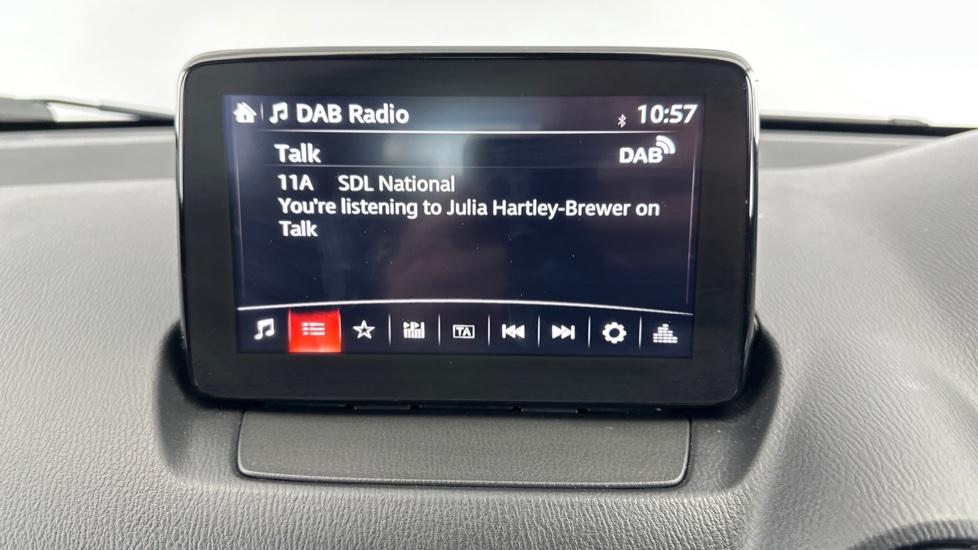 DAB Radio 10:57
Talk DAB
11A SDL National
You're listening to Julia Hartley-Brewer on
Talk
TA